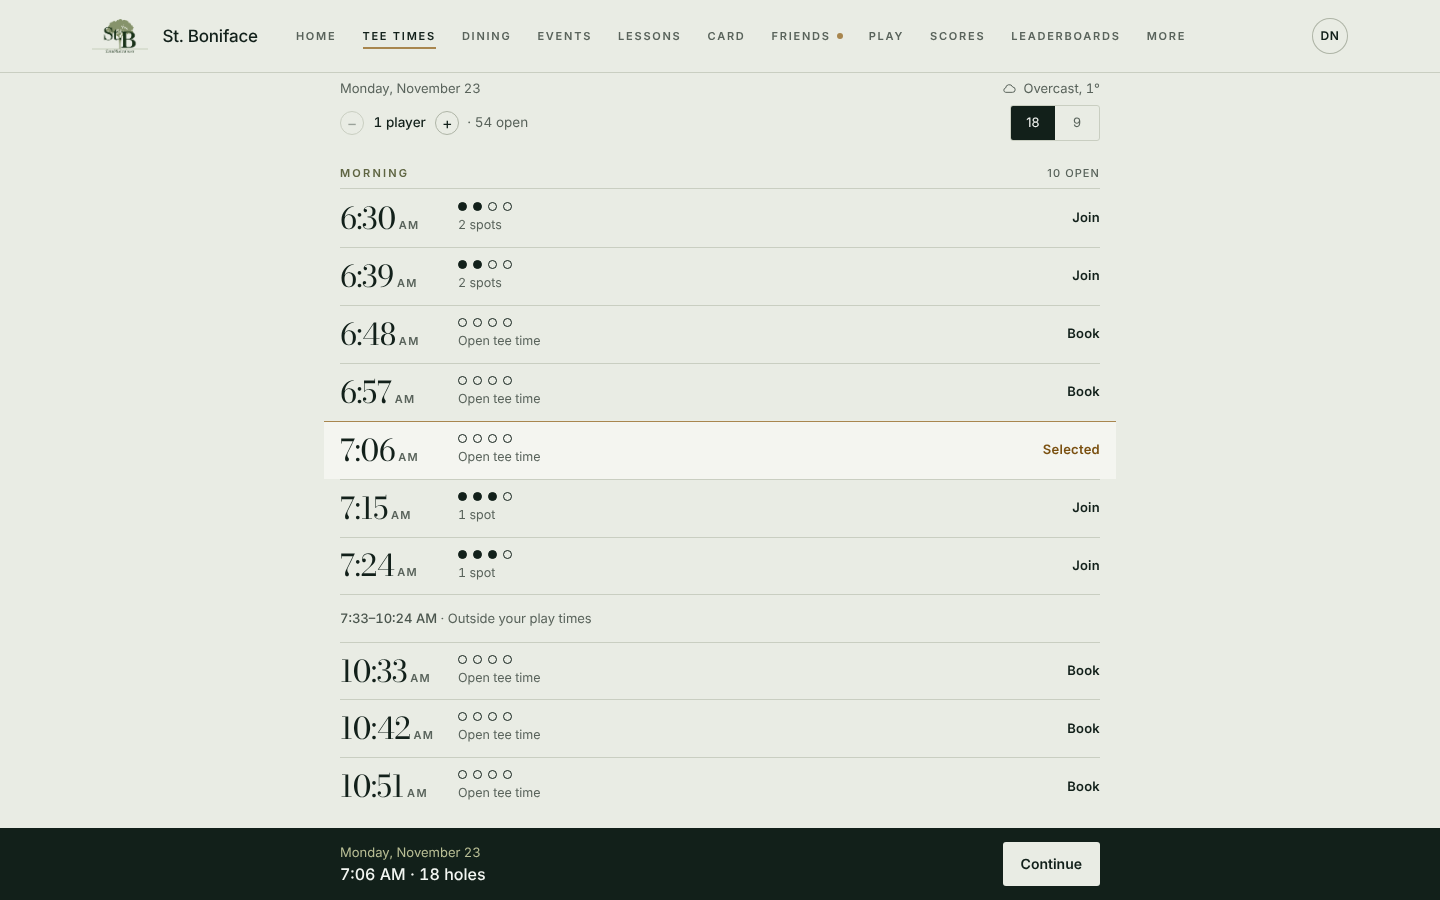 St. Boniface HOME TEE TIMES DINING EVENTS LESSONS CARD FRIENDS PLAY SCORES LEADERBOARDS MORE DN
Monday, November 23 Overcast, 1°
− 1 player + · 54 open 18 9
MORNING 10 OPEN
6:30 AM 2 spots Join
6:39 AM 2 spots Join
6:48 AM Open tee time Book
6:57 AM Open tee time Book
7:06 AM Open tee time Selected
7:15 AM 1 spot Join
7:24 AM 1 spot Join
7:33–10:24 AM · Outside your play times
10:33 AM Open tee time Book
10:42 AM Open tee time Book
10:51 AM Open tee time Book
Monday, November 23
7:06 AM · 18 holes Continue